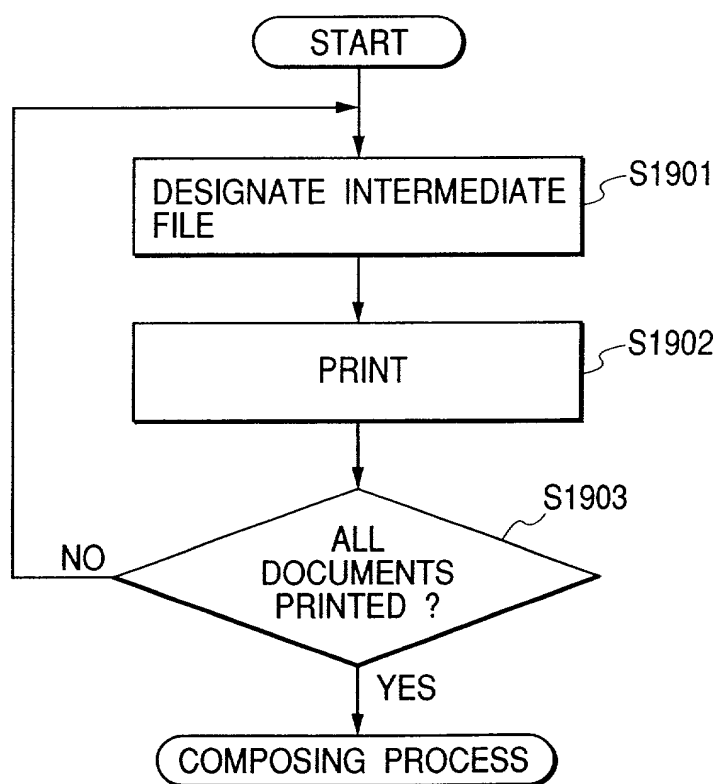 START
DESIGNATE INTERMEDIATE
FILE
S1901
PRINT
S1902
S1903
ALL
DOCUMENTS
PRINTED ?
NO
YES
COMPOSING PROCESS